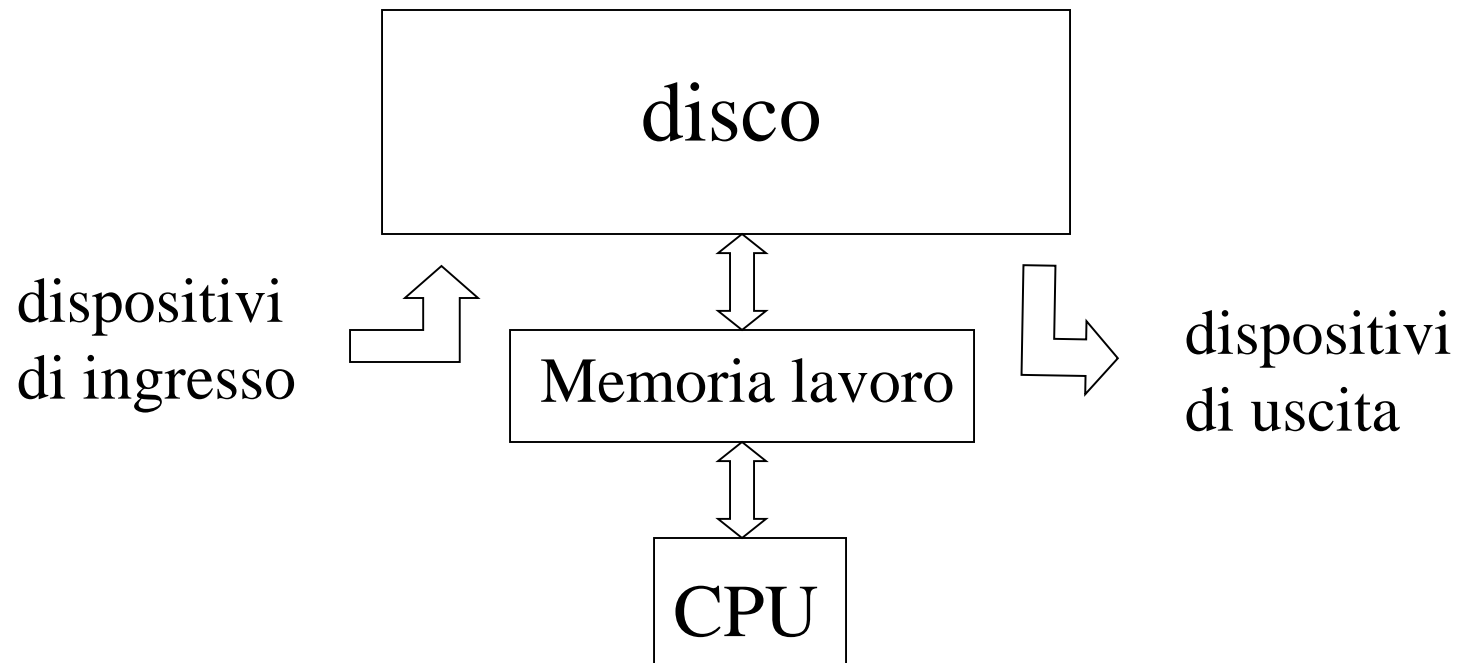 disco
dispositivi
di ingresso
Memoria lavoro
dispositivi
di uscita
CPU